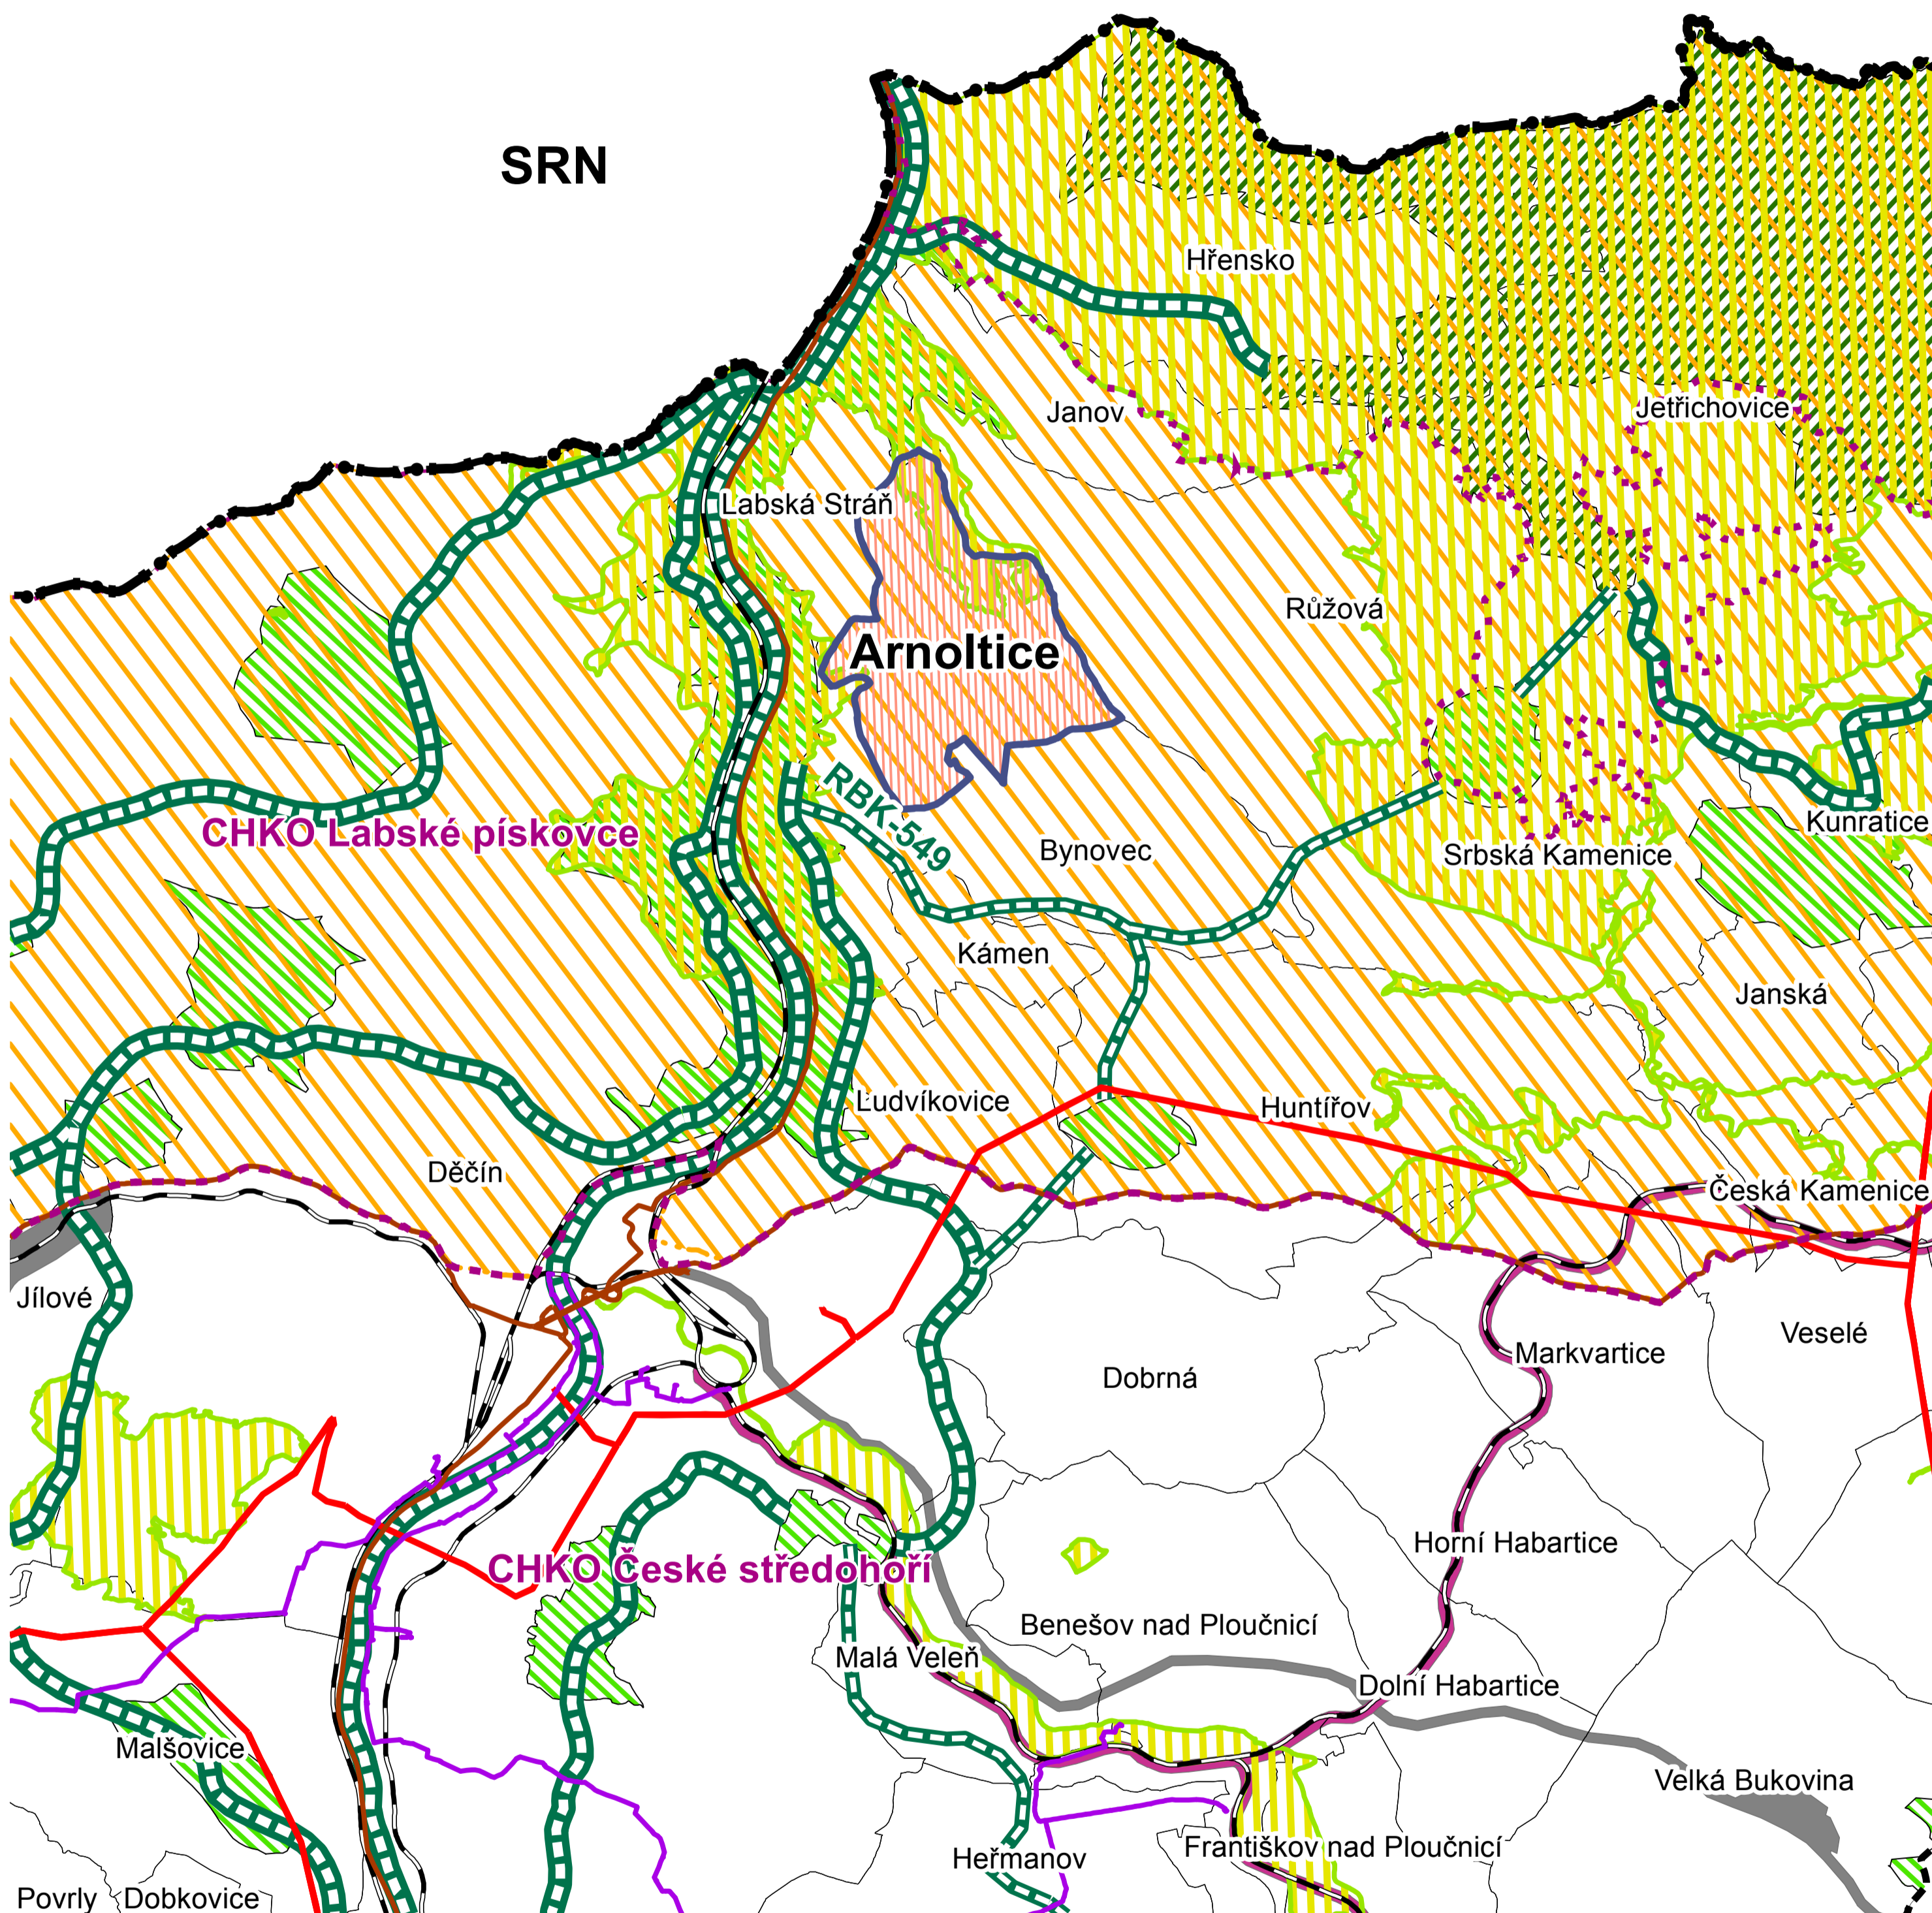 SRN
Hřensko
Janov
Jetřichovice
Labská Stráň
Růžová
Arnoltice
RBK-549
CHKO Labské pískovce
Bynovec
Srbská Kamenice
Kunratice
Kámen
Janská
Ludvíkovice
Huntířov
Děčín
Česká Kamenice
Jílové
Veselé
Markvartice
Dobrná
Horní Habartice
CHKO České středohoří
Benešov nad Ploučnicí
Malá Veleň
Dolní Habartice
Malšovice
Velká Bukovina
Františkov nad Ploučnicí
Heřmanov
Povrly
Dobkovice